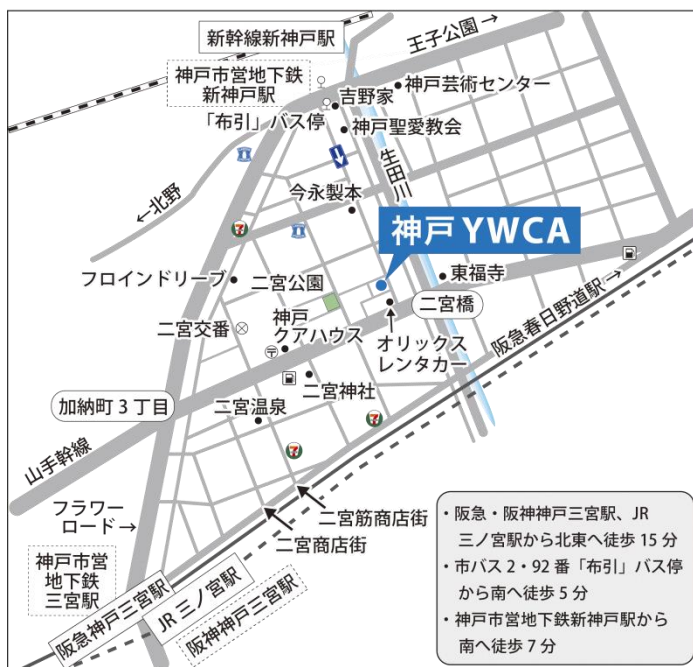 新幹線新神戸駅
王子公園→
神戸市営地下鉄
新神戸駅
神戸芸術センター
吉野家
「布引」バス停
神戸聖愛教会
生田川
←北野
今永製本
神戸 YWCA
7
フロインドリーブ
二宮公園
東福寺
二宮橋
阪急春日野道駅→
二宮交番
神戸
クアハウス
オリックス
レンタカー
加納町 3 丁目
二宮神社
二宮温泉
7
7
山手幹線
フラワー
ロード→
二宮筋商店街
二宮商店街
神戸市営
地下鉄
三宮駅
阪急神戸三宮駅
JR 三ノ宮駅
阪神神戸三宮駅
・阪急・阪神神戸三宮駅、JR
三ノ宮駅から北東へ徒歩 15 分
・市バス 2・92 番「布引」バス停
から南へ徒歩 5 分
・神戸市営地下鉄新神戸駅から
南へ徒歩 7 分